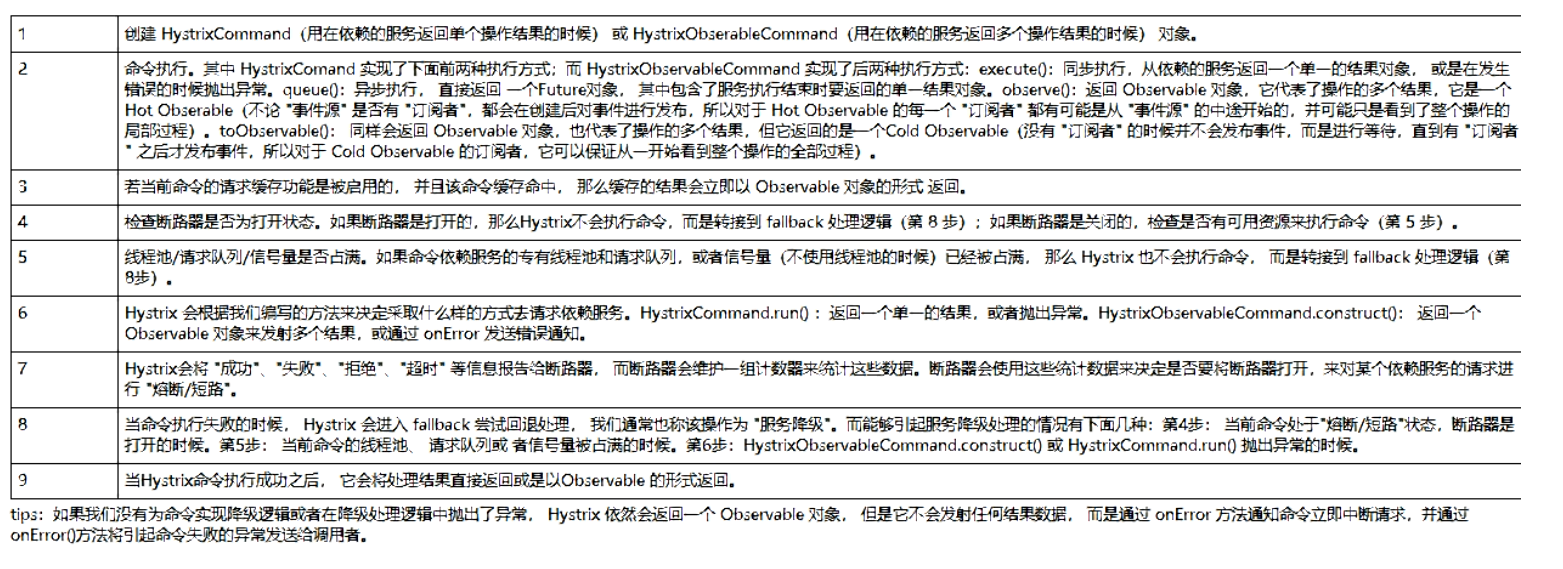 1 创建 HystrixCommand（用在依赖的服务返回单个操作结果的时候） 或 HystrixObserableCommand（用在依赖的服务返回多个操作结果的时候） 对象。
2 命令执行。其中 HystrixComand 实现了下面前两种执行方式；而 HystrixObservableCommand 实现了后两种执行方式：execute()：同步执行，从依赖的服务返回一个单一的结果对象， 或是在发生
错误的时候抛出异常。queue()：异步执行， 直接返回 一个Future对象， 其中包含了服务执行结束时要返回的单一结果对象。observe()：返回 Observable 对象，它代表了操作的多个结果，它是一个
Hot Obserable（不论 "事件源" 是否有 "订阅者"，都会在创建后对事件进行发布，所以对于 Hot Observable 的每一个 "订阅者" 都有可能是从 "事件源" 的中途开始的，并可能只是看到了整个操作的
局部过程）。toObservable()： 同样会返回 Observable 对象，也代表了操作的多个结果，但它返回的是一个Cold Observable（没有 "订阅者" 的时候并不会发布事件，而是进行等待，直到有 "订阅者
" 之后才发布事件，所以对于 Cold Observable 的订阅者，它可以保证从一开始看到整个操作的全部过程）。
3 若当前命令的请求缓存功能是被启用的， 并且该命令缓存命中， 那么缓存的结果会立即以 Observable 对象的形式 返回。
4 检查断路器是否为打开状态。如果断路器是打开的，那么Hystrix不会执行命令，而是转接到 fallback 处理逻辑（第 8 步）；如果断路器是关闭的，检查是否有可用资源来执行命令（第 5 步）。
5 线程池/请求队列/信号量是否占满。如果命令依赖服务的专有线程池和请求队列，或者信号量（不使用线程池的时候）已经被占满， 那么 Hystrix 也不会执行命令， 而是转接到 fallback 处理逻辑（第
8步）。
6 Hystrix 会根据我们编写的方法来决定采取什么样的方式去请求依赖服务。HystrixCommand.run() ：返回一个单一的结果，或者抛出异常。HystrixObservableCommand.construct()： 返回一个
Observable 对象来发射多个结果，或通过 onError 发送错误通知。
7 Hystrix会将 "成功"、"失败"、"拒绝"、"超时" 等信息报告给断路器， 而断路器会维护一组计数器来统计这些数据。断路器会使用这些统计数据来决定是否要将断路器打开，来对某个依赖服务的请求进
行 "熔断/短路"。
8 当命令执行失败的时候， Hystrix 会进入 fallback 尝试回退处理， 我们通常也称该操作为 "服务降级"。而能够引起服务降级处理的情况有下面几种：第4步： 当前命令处于"熔断/短路"状态，断路器是
打开的时候。第5步： 当前命令的线程池、 请求队列或 者信号量被占满的时候。第6步：HystrixObservableCommand.construct() 或 HystrixCommand.run() 抛出异常的时候。
9 当Hystrix命令执行成功之后， 它会将处理结果直接返回或是以Observable 的形式返回。
tips：如果我们没有为命令实现降级逻辑或者在降级处理逻辑中抛出了异常， Hystrix 依然会返回一个 Observable 对象， 但是它不会发射任何结果数据， 而是通过 onError 方法通知命令立即中断请求，并通过
onError()方法将引起命令失败的异常发送给调用者。